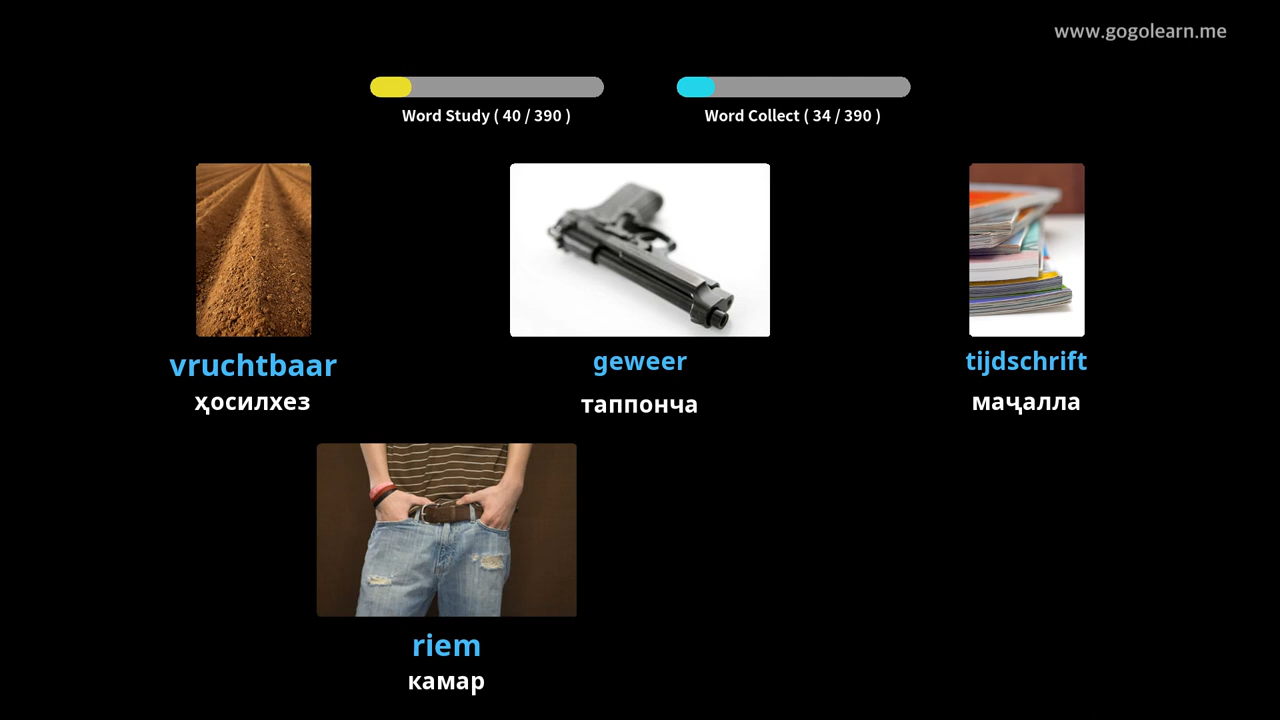 www.gogolearn.me
Word Study ( 40 / 390 )
Word Collect ( 34 / 390 )
vruchtbaar
ҳосилхез
geweer
таппонча
tijdschrift
маҷалла
riem
камар